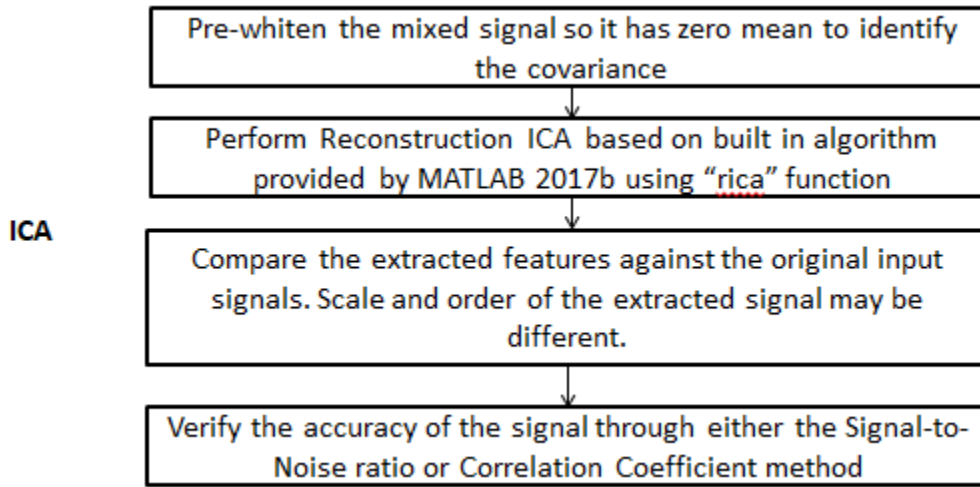 Pre-whiten the mixed signal so it has zero mean to identify
the covariance
Perform Reconstruction ICA based on built in algorithm
provided by MATLAB 2017b using “rica” function
ICA
Compare the extracted features against the original input
signals. Scale and order of the extracted signal may be
different.
Verify the accuracy of the signal through either the Signal-to-
Noise ratio or Correlation Coefficient method